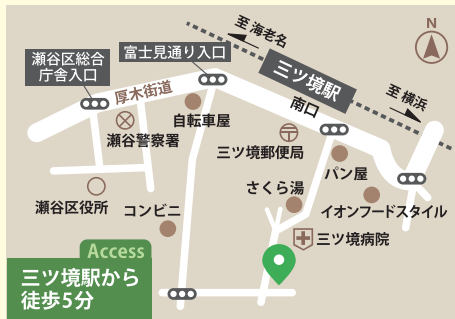 N
至 海老名
富士見通り入口
瀬谷区総合
庁舎入口
三ツ境駅
厚木街道
至 横浜
南口
自転車屋
瀬谷警察署
三ツ境郵便局
パン屋
さくら湯
瀬谷区役所
コンビニ
イオンフードスタイル
三ツ境病院
Access
三ツ境駅から
徒歩5分